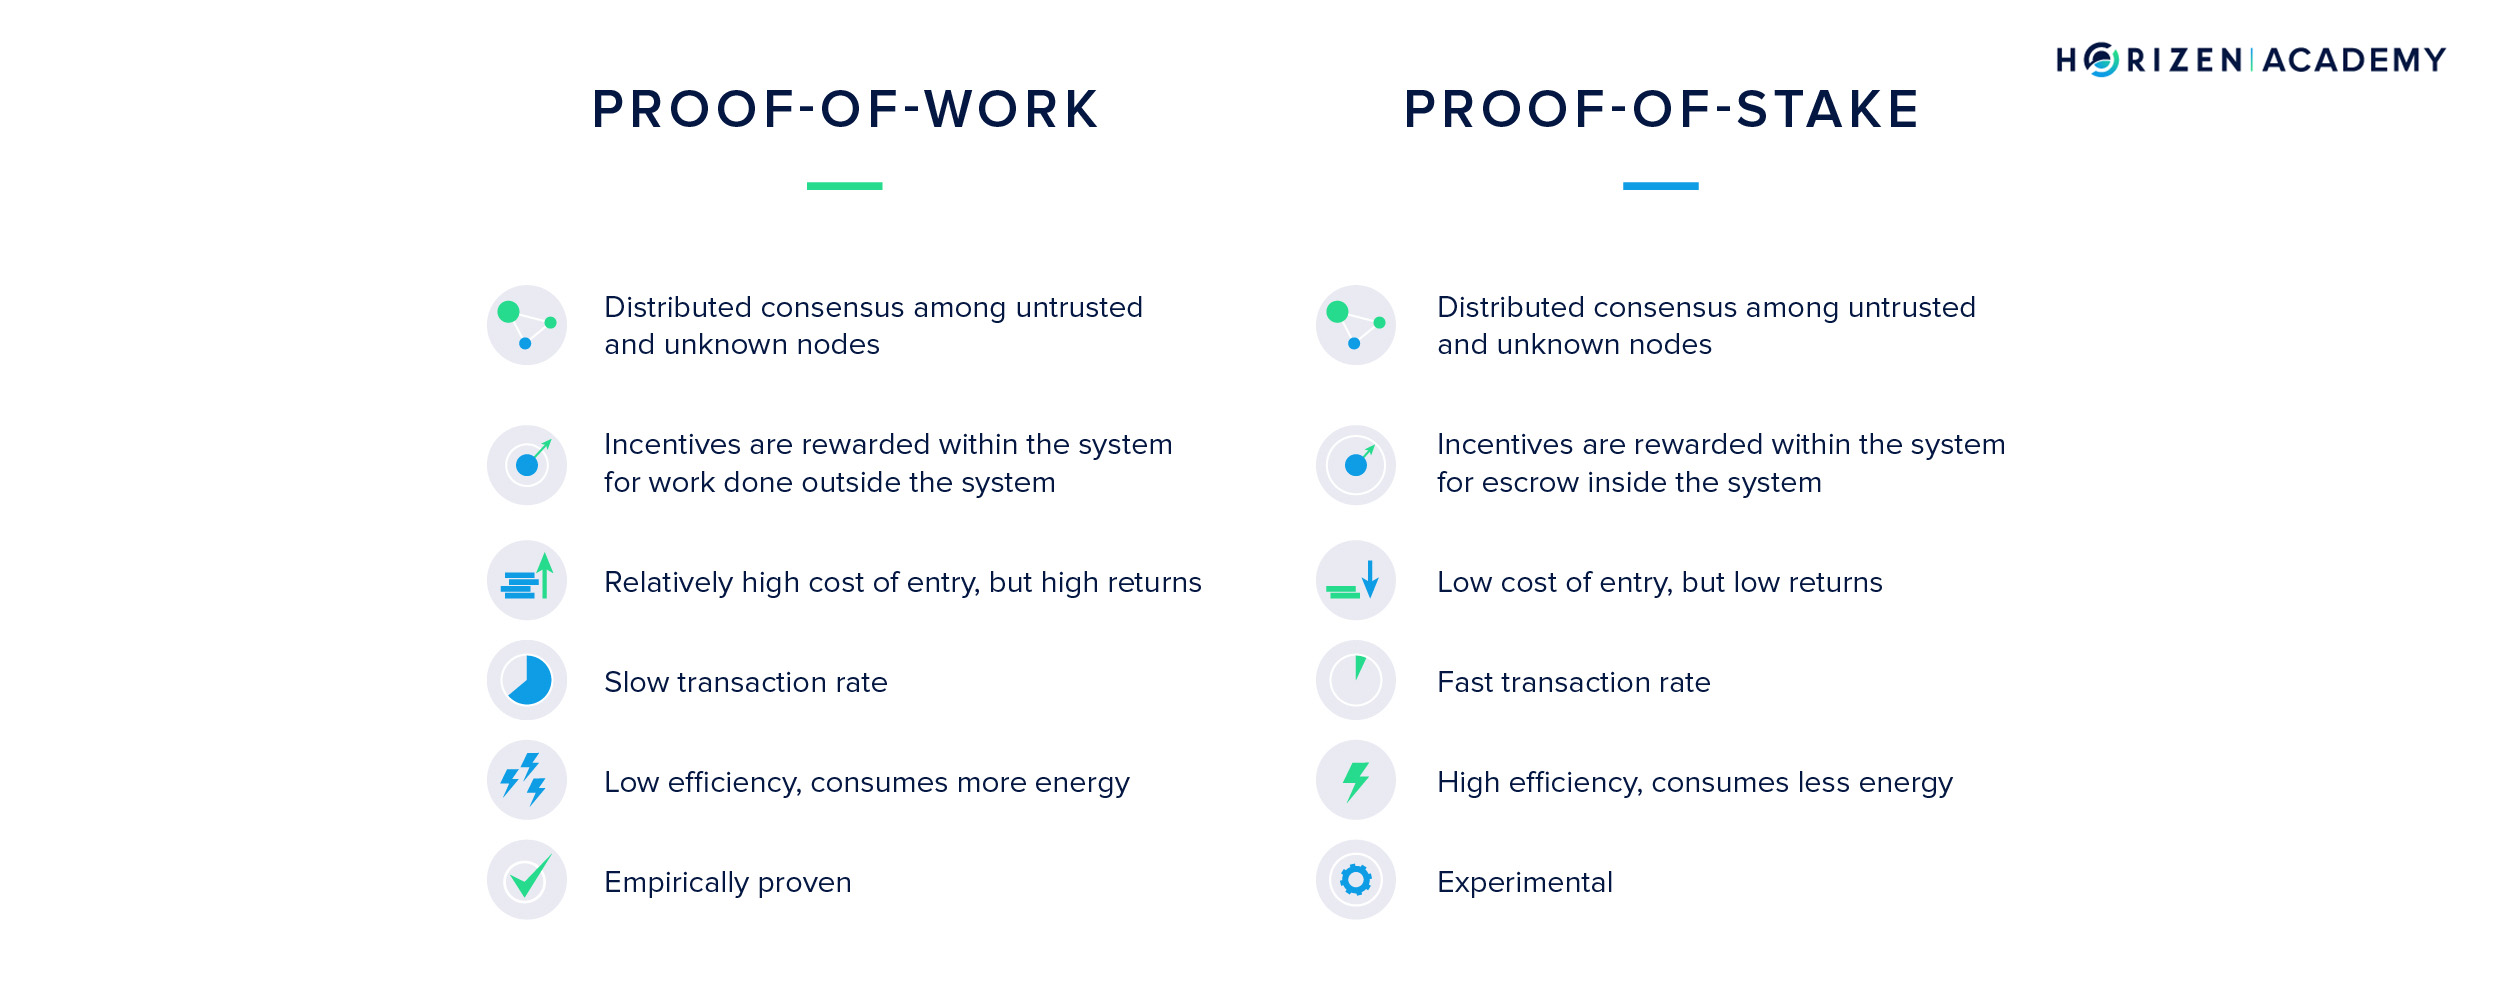 HORIZEN | ACADEMY
PROOF-OF-WORK
Distributed consensus among untrusted
and unknown nodes
Incentives are rewarded within the system
for work done outside the system
Relatively high cost of entry, but high returns
Slow transaction rate
Low efficiency, consumes more energy
Empirically proven
PROOF-OF-STAKE
Distributed consensus among untrusted
and unknown nodes
Incentives are rewarded within the system
for escrow inside the system
Low cost of entry, but low returns
Fast transaction rate
High efficiency, consumes less energy
Experimental